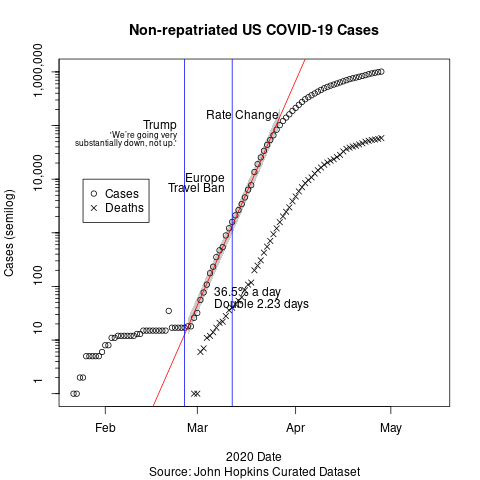 Non-repatriated US COVID-19 Cases
Cases (semilog)
1,000,000
10,000
100
10
1
Trump
'We're going very
substantially down, not up.'
Rate Change
Europe
Travel Ban
Cases
Deaths
36.5% a day
Double 2.23 days
Feb
Mar
Apr
May
2020 Date
Source: John Hopkins Curated Dataset